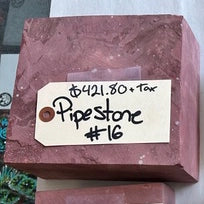 $421.80 + Tax
Pipestone
#16